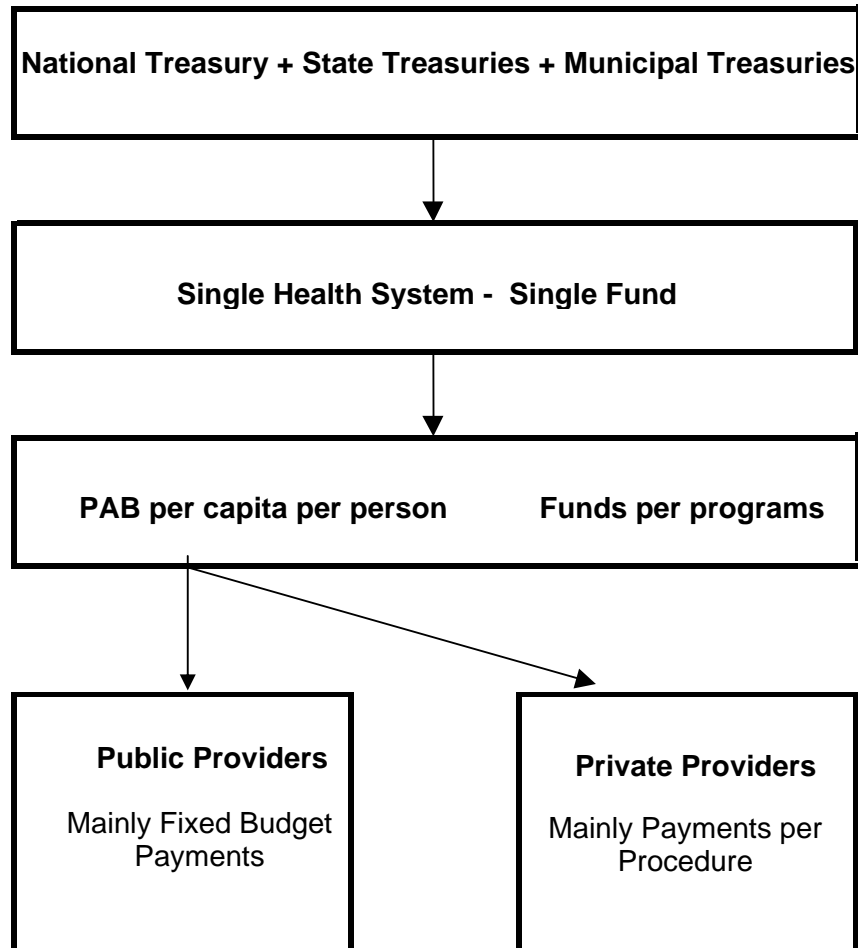 National Treasury + State Treasuries + Municipal Treasuries
Single Health System - Single Fund
PAB per capita per person Funds per programs
Public Providers
Mainly Fixed Budget
Payments
Private Providers
Mainly Payments per
Procedure